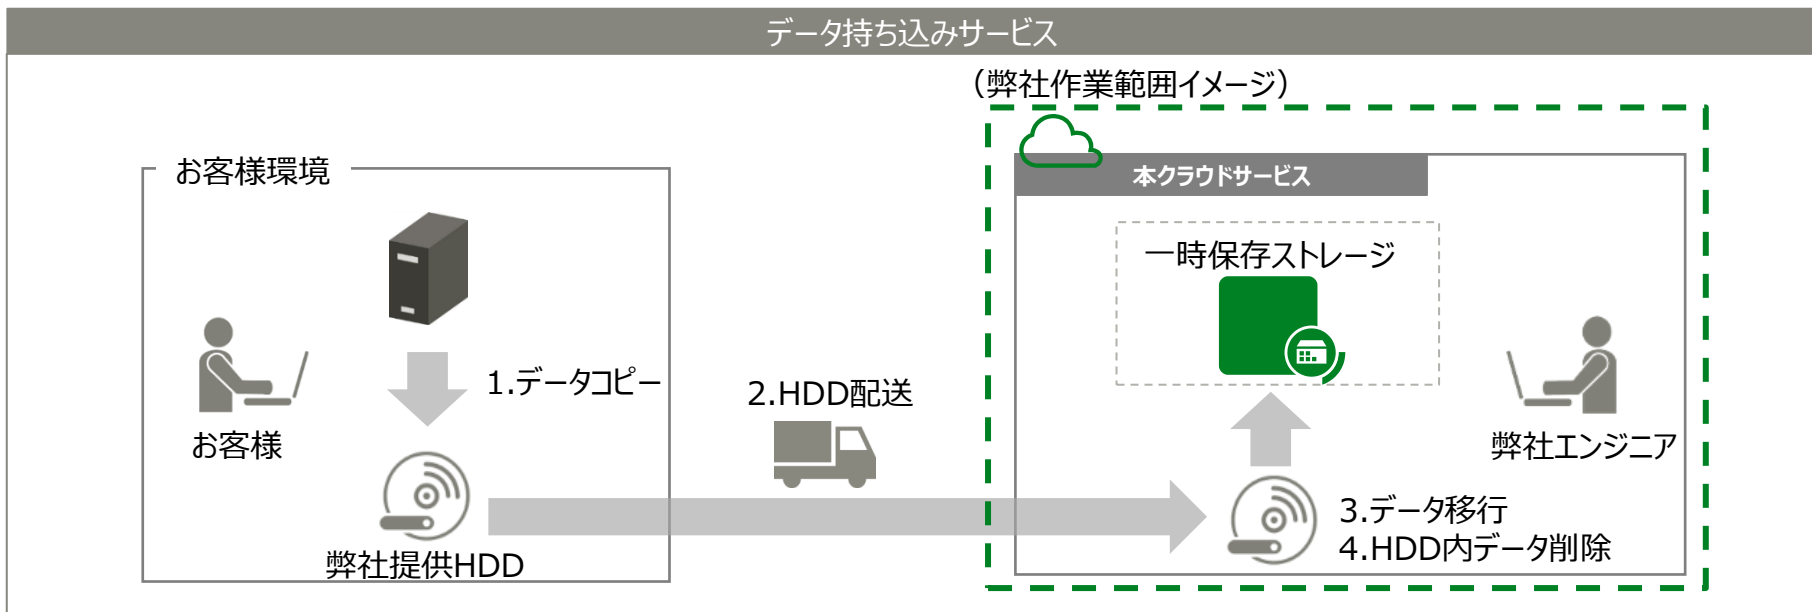 データ持ち込みサービス
（弊社作業範囲イメージ）
お客様環境
本クラウドサービス
一時保存ストレージ
1.データコピー
2.HDD配送
お客様
弊社エンジニア
3.データ移行
4.HDD内データ削除
弊社提供HDD